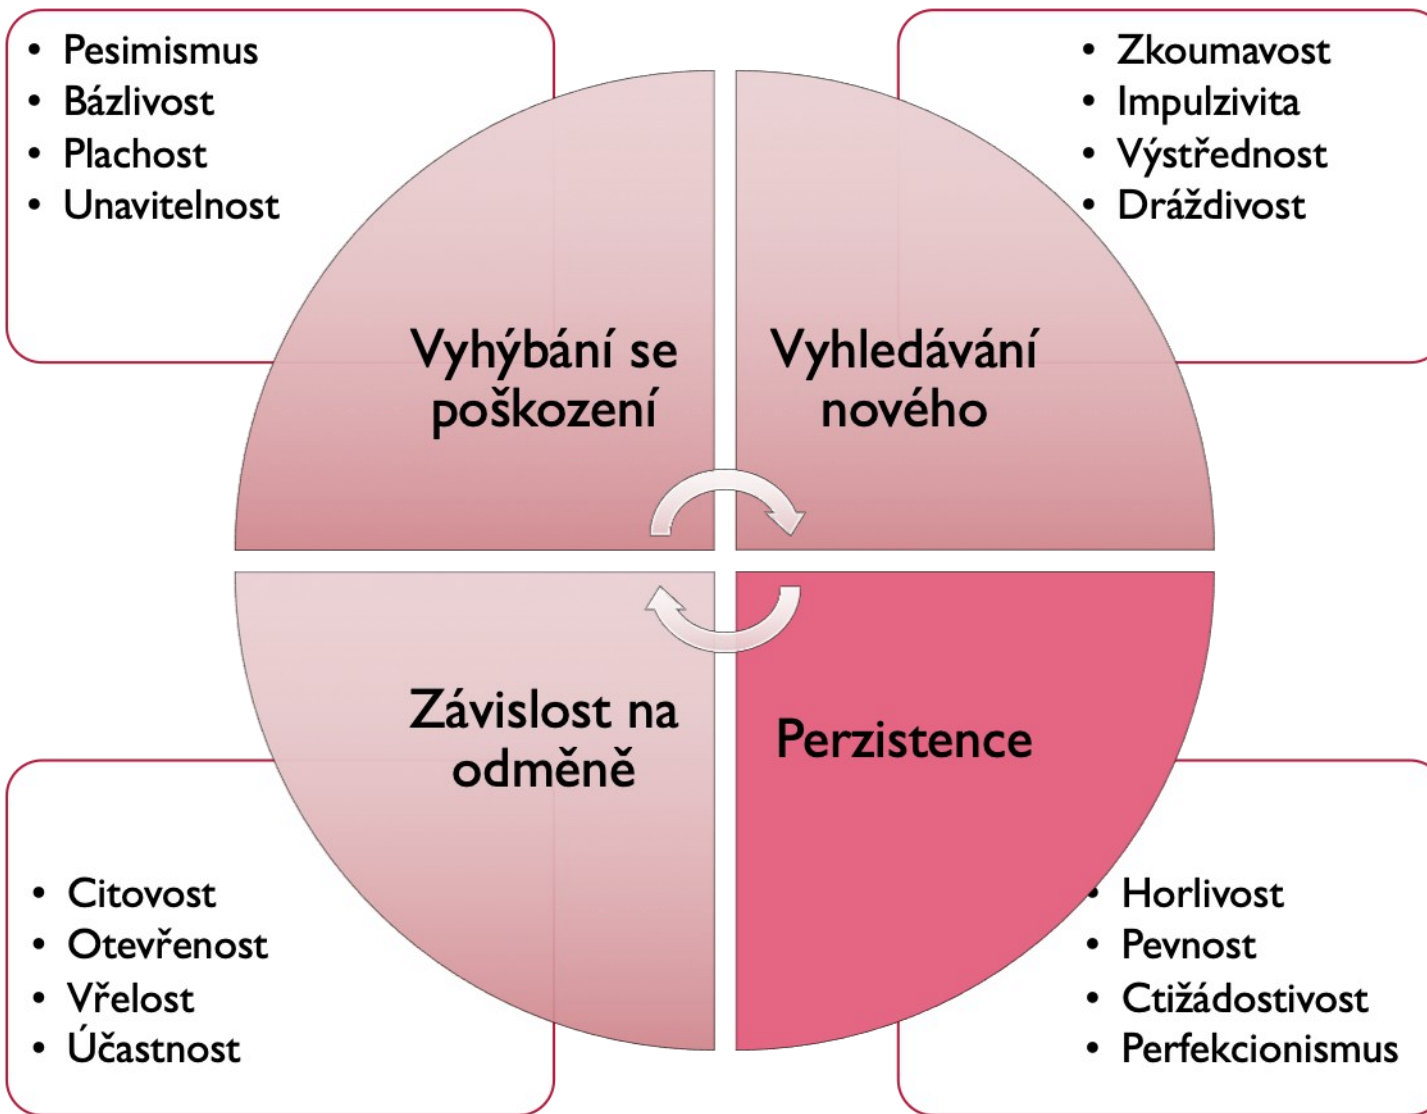 • Pesimismus
• Bázlivost
• Plachost
• Unavitelnost
• Zkoumavost
• Impulzivita
• Výstřednost
• Dráždivost
Vyhýbání se
poškození
Vyhledávání
nového
Závislost na
odměně
Perzistence
• Citovost
• Otevřenost
• Vřelost
• Účastnost
• Horlivost
• Pevnost
• Ctižádostivost
• Perfekcionismus